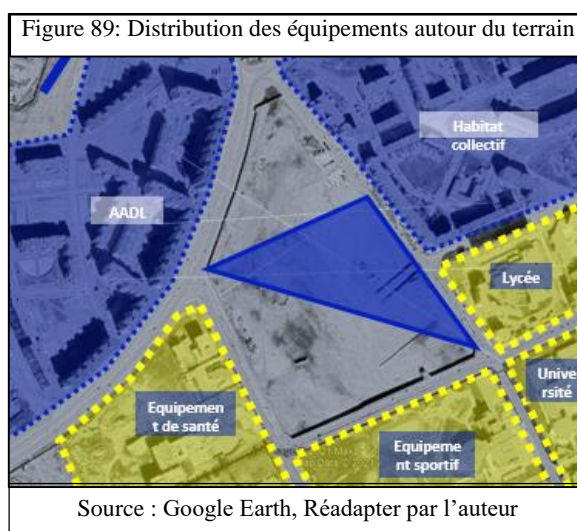 Figure 89: Distribution des équipements autour du terrain
Habitat
collectif
AADL
Lycée
Unive
rsité
Equipemen
t de santé
Equipeme
nt sportif
Source : Google Earth, Réadapter par l’auteur